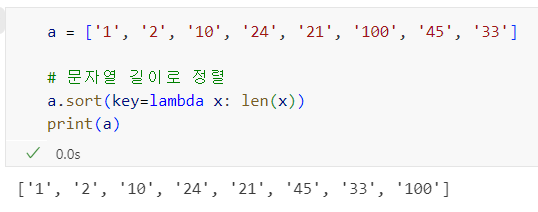 a = ['1', '2', '10', '24', '21', '100', '45', '33']
# 문자열 길이로 정렬
a.sort(key=lambda x: len(x))
print(a)
0.0s
['1', '2', '10', '24', '21', '45', '33', '100']